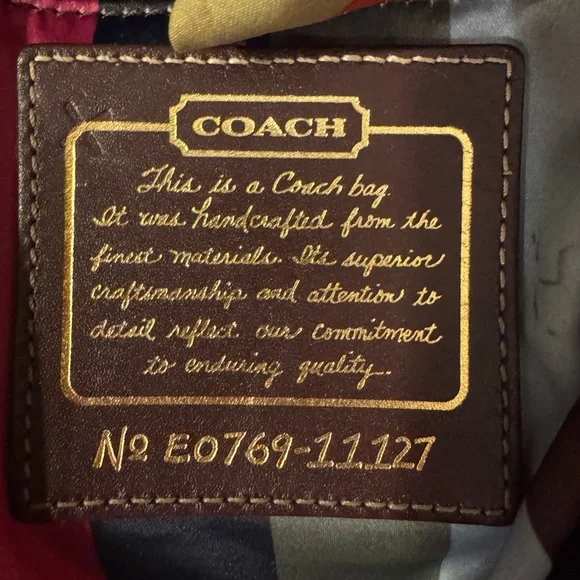 COACH
This is a Coach bag.
It was handcrafted from the
finest materials. Its superior
craftsmanship and attention to
detail reflect our commitment
to enduring quality.
Nº E0769-11127